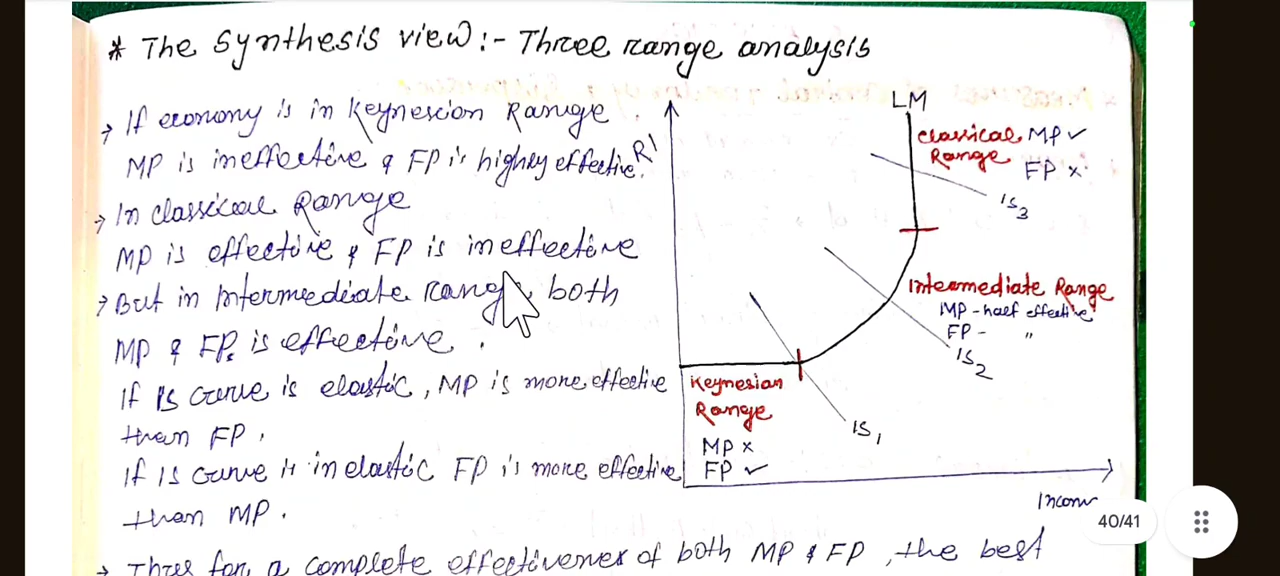 * The Synthesis view:- Three range analysis
→ If economy is in Keynesian Range
MP is ineffective & FP is highly effective.
→ In classical Range
MP is effective & FP is ineffective
→ But in Intermediate range both
MP & FP is effective.
If IS curve is elastic, MP is more effective
than FP.
If IS curve is inelastic FP is more effective
than MP.
→ Thus for a complete effectiveness of both MP & FP, the best
R'
LM
Classical Range
MP ✓
FP ×
IS3
Intermediate Range
MP - half effective
FP - "
IS2
Keynesian
Range
MP ×
FP ✓
IS1
Income
40/41